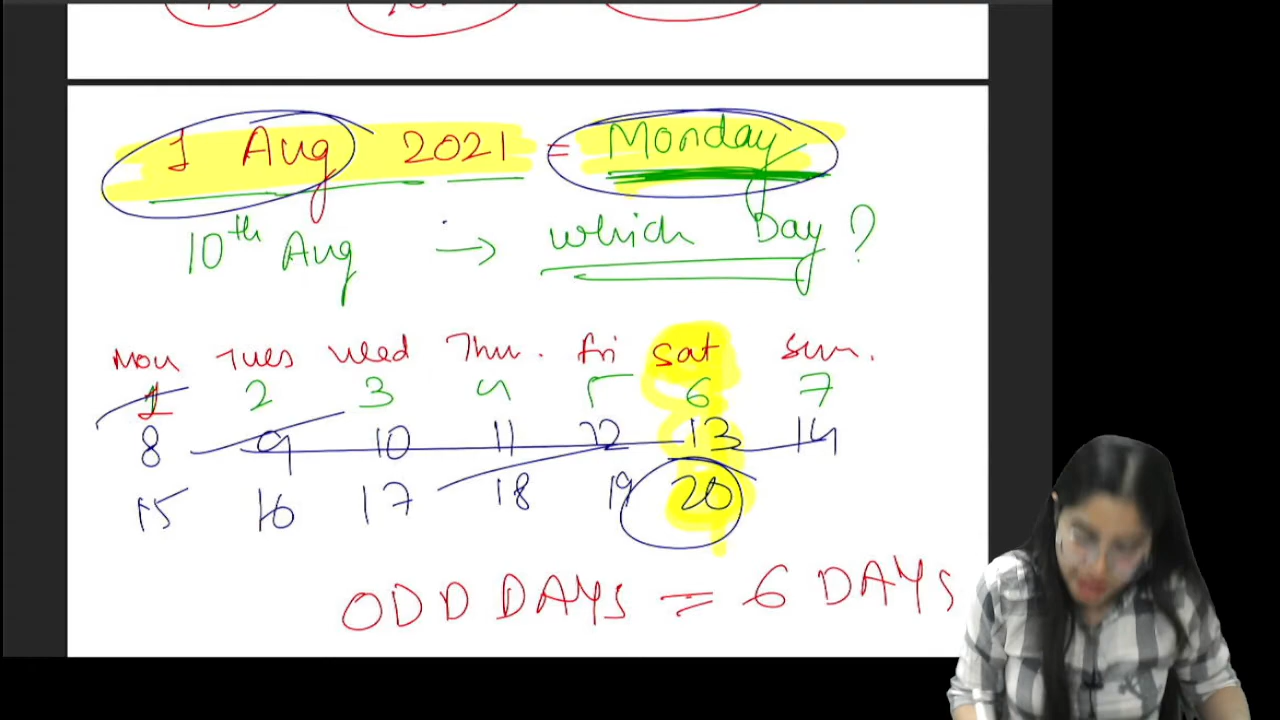 1 Aug 2021 = Monday
10th Aug → which Day?
Mon Tues Wed Thu. fri sat sun.
1 2 3 4 5 6 7
8 9 10 11 12 13 14
15 16 17 18 19 20
ODD DAYS = 6 DAYS